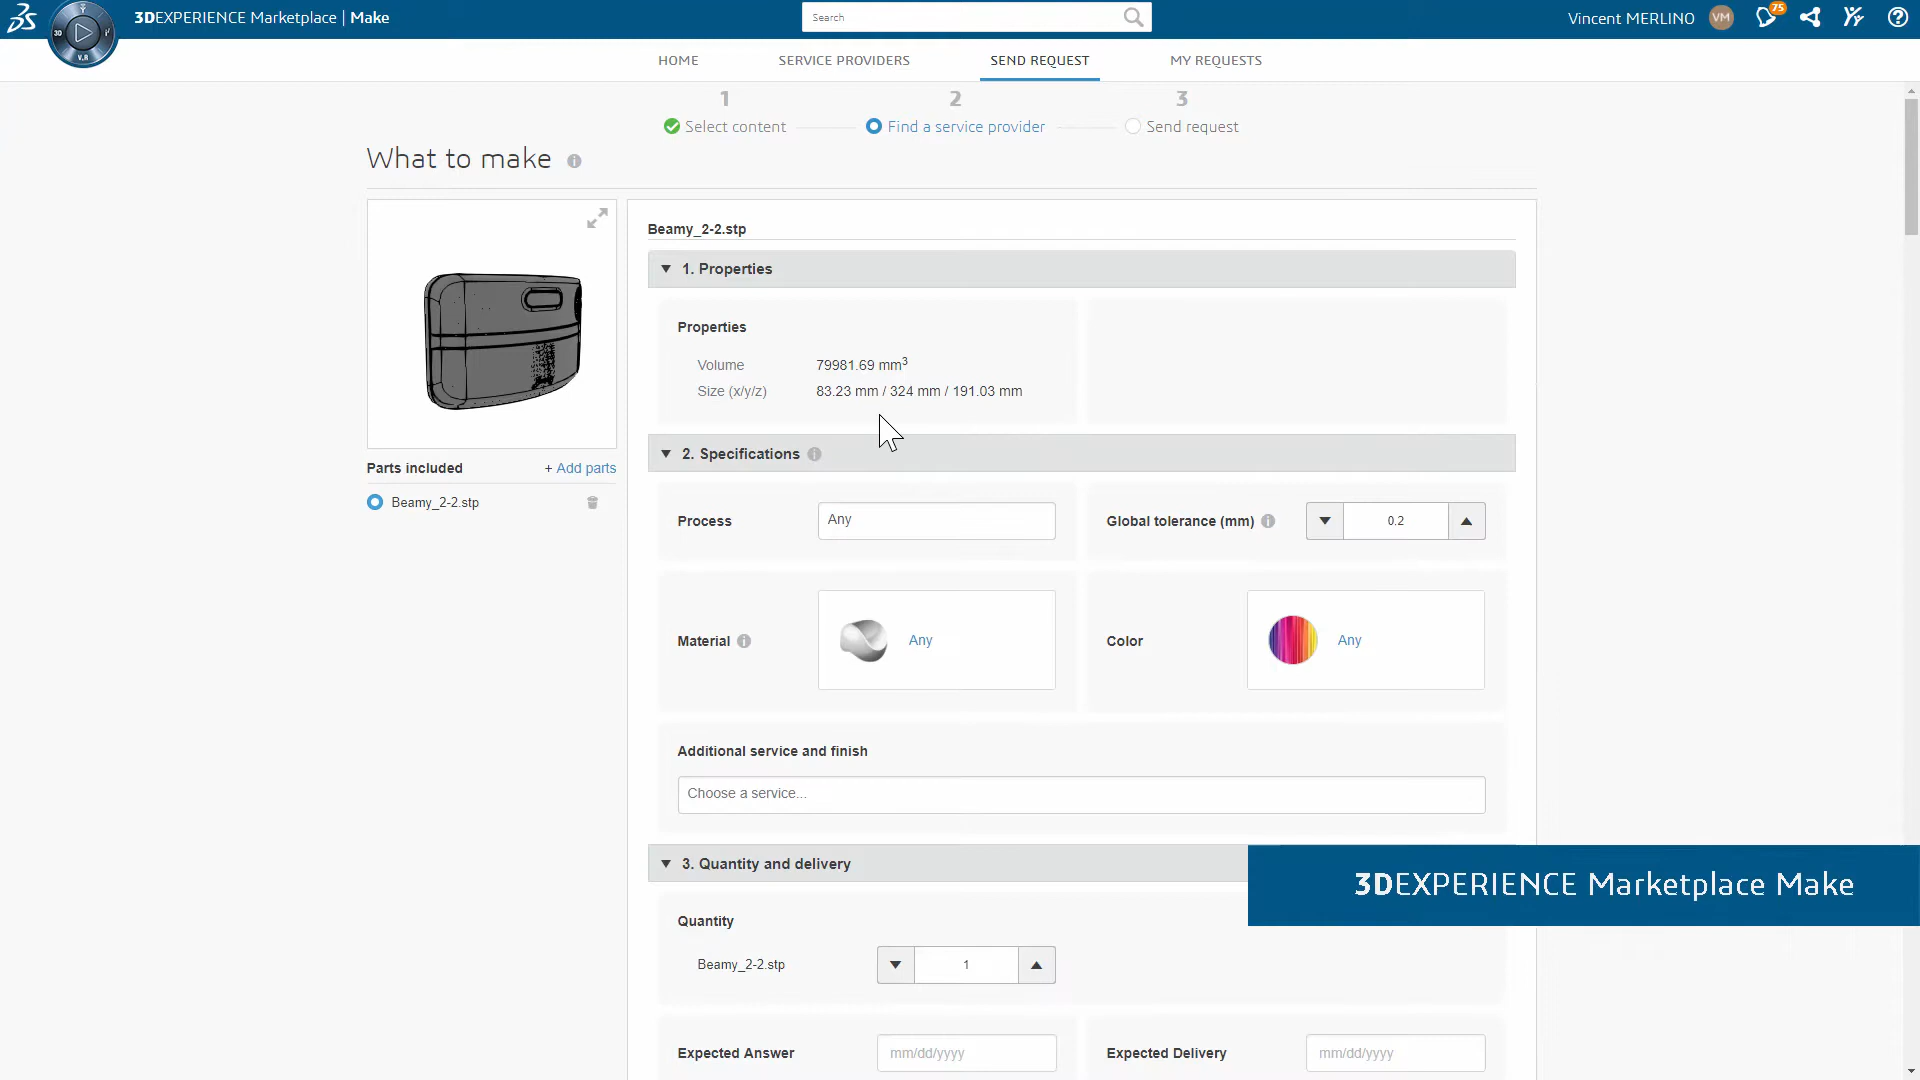 3DEXPERIENCE Marketplace | Make
Search
Vincent MERLINO
VM
75
3D
V.R
HOME
SERVICE PROVIDERS
SEND REQUEST
MY REQUESTS
1
2
3
Select content
Find a service provider
Send request
What to make
Beamy_2-2.stp
1. Properties
Properties
Volume
79981.69 mm³
Size (x/y/z)
83.23 mm / 324 mm / 191.03 mm
Parts included
+ Add parts
Beamy_2-2.stp
2. Specifications
Process
Any
Global tolerance (mm)
0.2
Material
Any
Color
Any
Additional service and finish
Choose a service...
3. Quantity and delivery
3DEXPERIENCE Marketplace Make
Quantity
Beamy_2-2.stp
1
Expected Answer
mm/dd/yyyy
Expected Delivery
mm/dd/yyyy